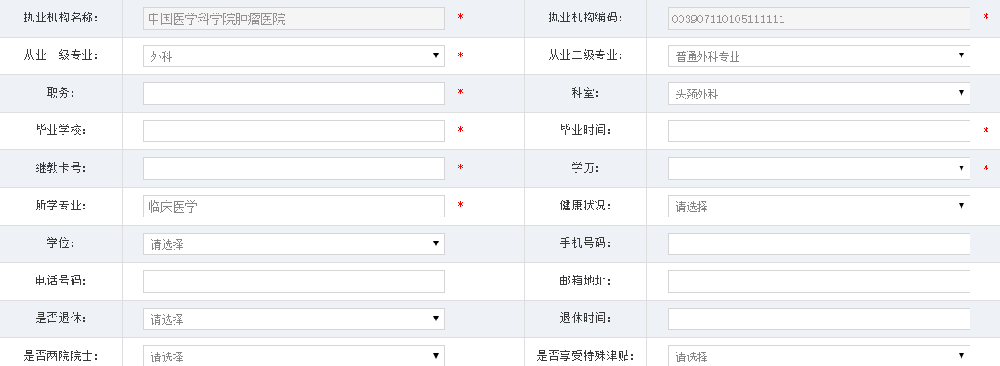 执业机构名称: 中国医学科学院肿瘤医院 * 执业机构编码: 003907110105111111 *
从业一级专业: 外科 * 从业二级专业: 普通外科专业
职务: * 科室: 头颈外科
毕业学校: * 毕业时间: *
继教卡号: * 学历: *
所学专业: 临床医学 * 健康状况: 请选择
学位: 请选择 手机号码:
电话号码: 邮箱地址:
是否退休: 请选择 退休时间:
是否两院院士: 请选择 是否享受特殊津贴: 请选择